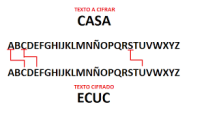 TEXTO A CIFRAR
CASA
ABCDEFGHIJKLMNÑOPQRSTUVWXYZ
ABCDEFGHIJKLMNÑOPQRSTUVWXYZ
TEXTO CIFRADO
ECUC